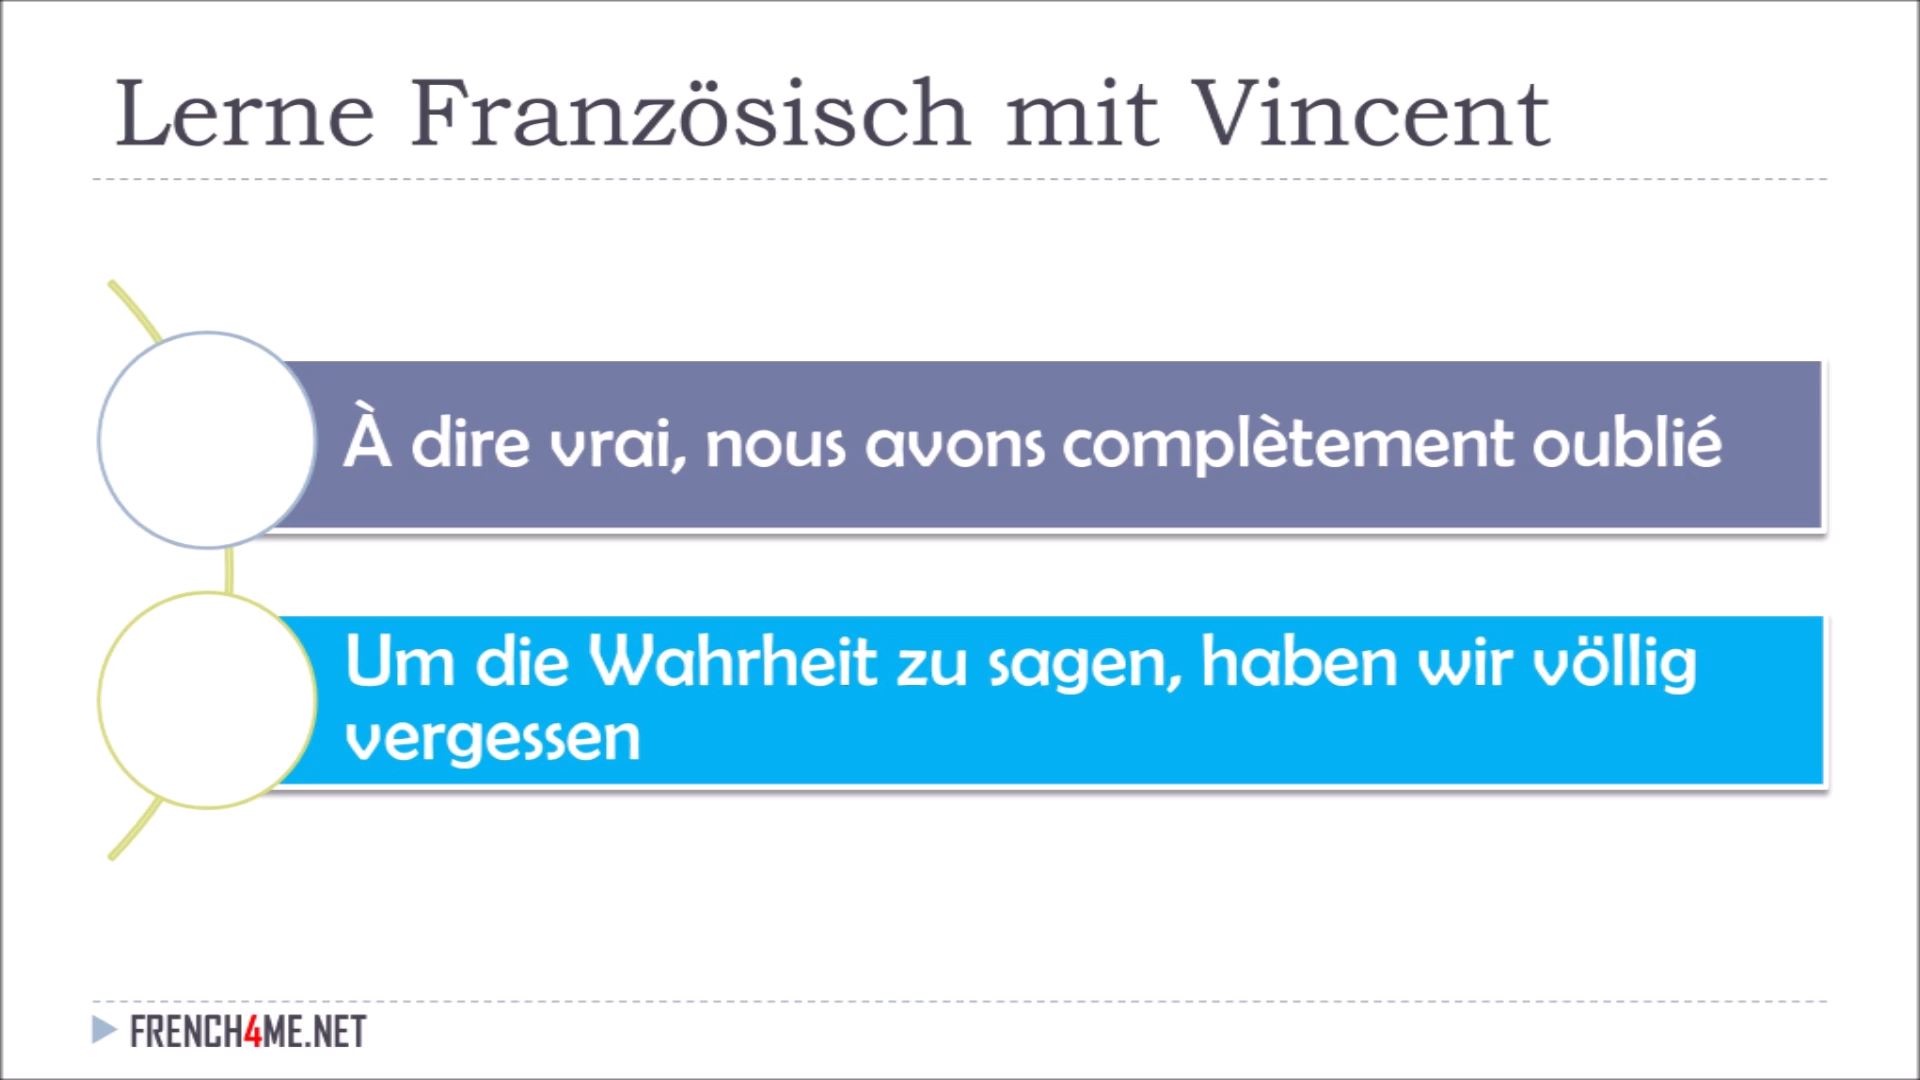 Lerne Französisch mit Vincent
À dire vrai, nous avons complètement oublié
Um die Wahrheit zu sagen, haben wir völlig
vergessen
FRENCH4ME.NET